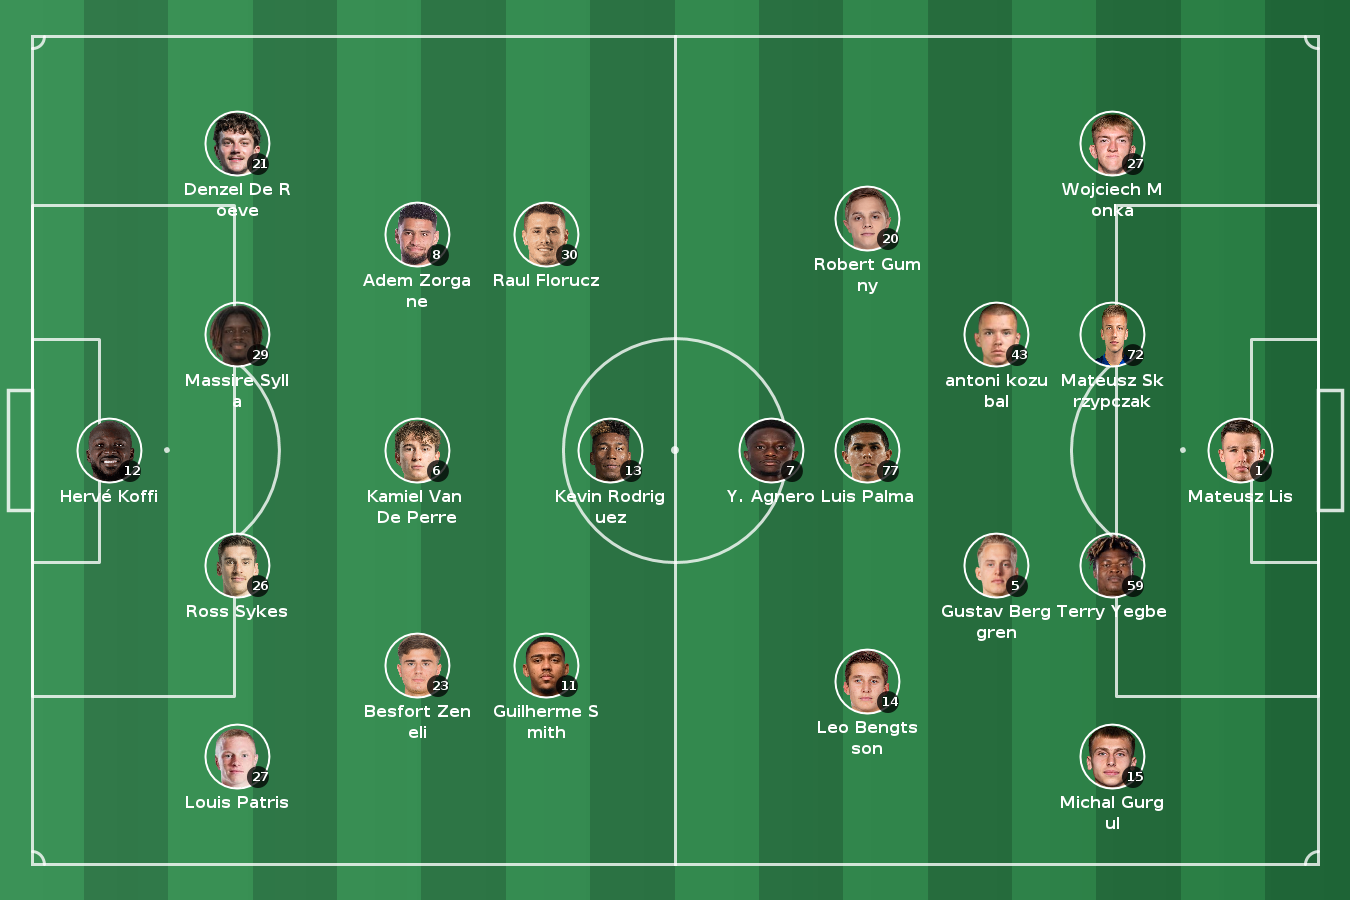 21
Denzel De R
oeve
27
Wojciech M
onka
8
Adem Zorga
ne
30
Raul Florucz
20
Robert Gum
ny
29
Massire Syll
a
43
antoni kozu
bal
72
Mateusz Sk
rzypczak
12
Hervé Koffi
6
Kamiel Van
De Perre
13
Kevin Rodrig
uez
7
Y. Agnero
77
Luis Palma
1
Mateusz Lis
26
Ross Sykes
5
Gustav Berg
gren
59
Terry Yegbe
23
Besfort Zen
eli
11
Guilherme S
mith
14
Leo Bengts
son
27
Louis Patris
15
Michal Gurg
ul